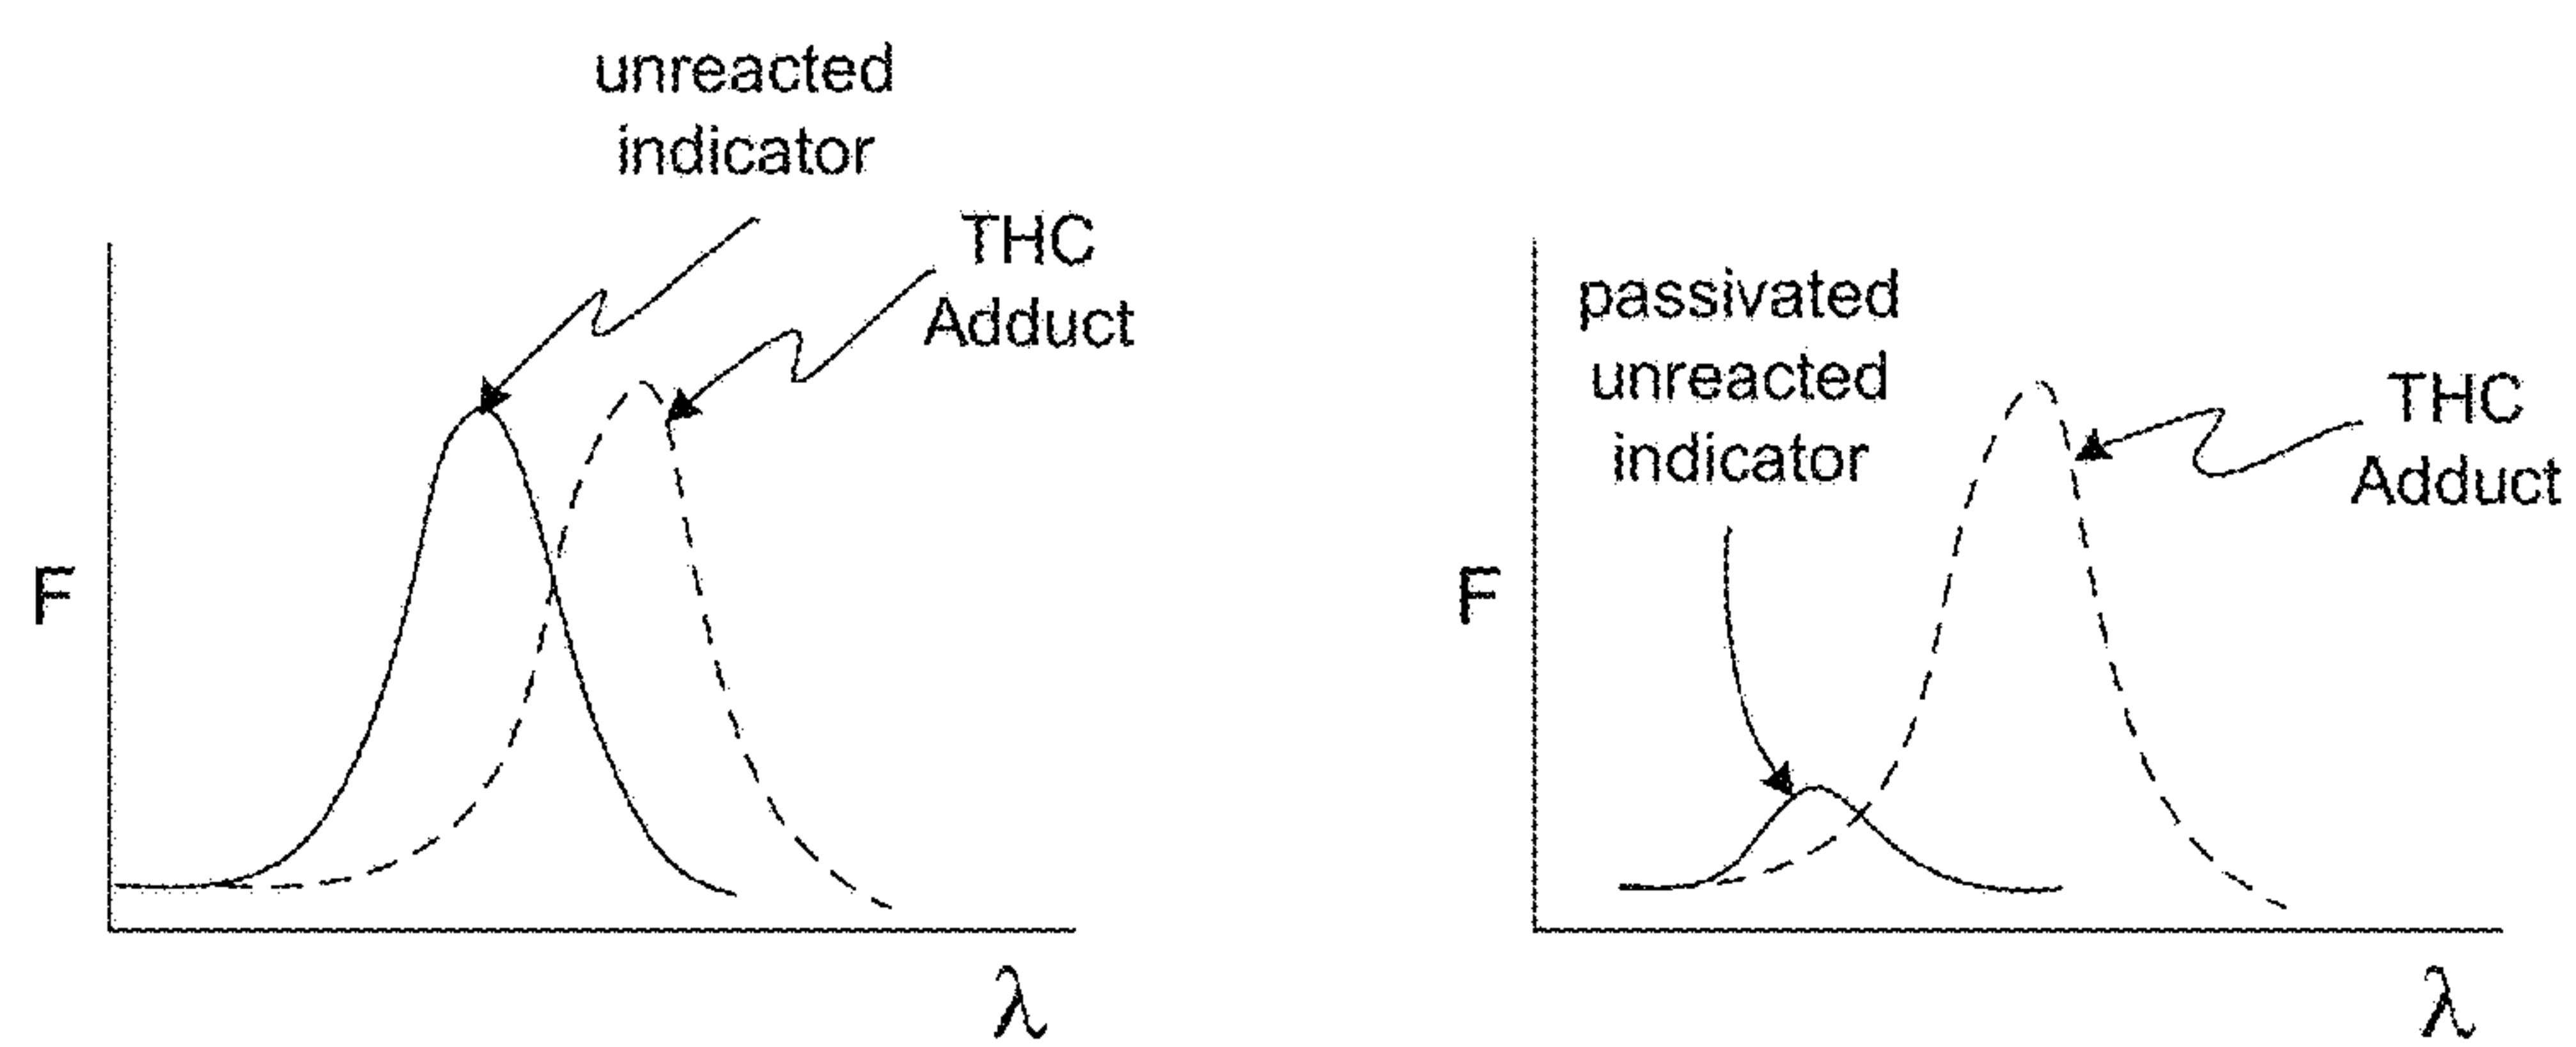 unreacted
indicator
THC
Adduct
F
λ
passivated
unreacted
indicator
THC
Adduct
F
λ